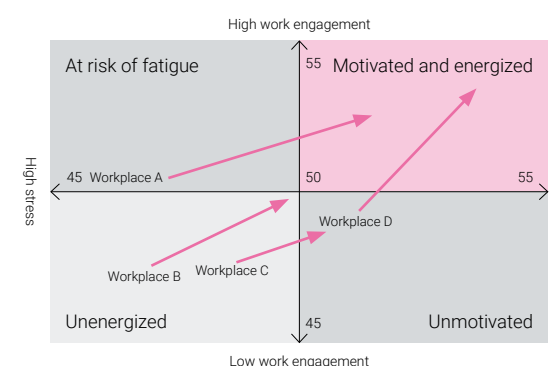 High work engagement
At risk of fatigue
55 Motivated and energized
High stress
45 Workplace A
50
55
Workplace D
Workplace B
Workplace C
Unenergized
45
Unmotivated
Low work engagement